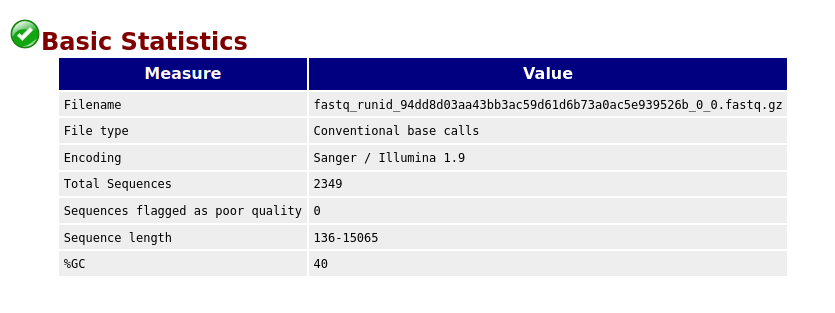 Basic Statistics
Measure Value
Filename fastq_runid_94dd8d03aa43bb3ac59d61d6b73a0ac5e939526b_0_0.fastq.gz
File type Conventional base calls
Encoding Sanger / Illumina 1.9
Total Sequences 2349
Sequences flagged as poor quality 0
Sequence length 136-15065
%GC 40